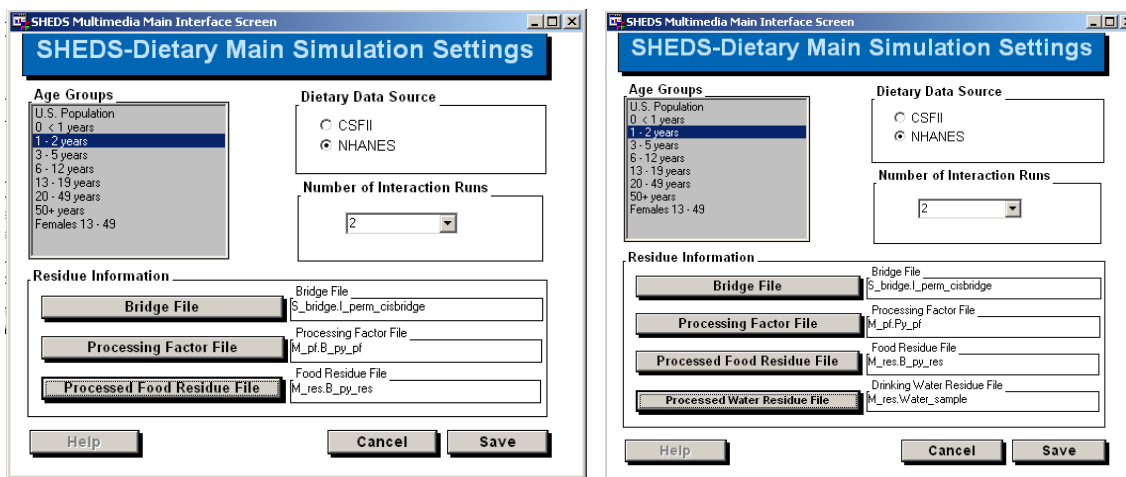 SHEDS Multimedia Main Interface Screen
SHEDS-Dietary Main Simulation Settings
Age Groups
U.S. Population
0 < 1 years
1 - 2 years
3 - 5 years
6 - 12 years
13 - 19 years
20 - 49 years
50+ years
Females 13 - 49
Dietary Data Source
CSFII
NHANES
Number of Interaction Runs
2
Residue Information
Bridge File
Bridge File
S_bridge.I_perm_cisbridge
Processing Factor File
Processing Factor File
M_pf.B_py_pf
Processed Food Residue File
Food Residue File
M_res.B_py_res
Help
Cancel
Save
SHEDS Multimedia Main Interface Screen
SHEDS-Dietary Main Simulation Settings
Age Groups
U.S. Population
0 < 1 years
1 - 2 years
3 - 5 years
6 - 12 years
13 - 19 years
20 - 49 years
50+ years
Females 13 - 49
Dietary Data Source
CSFII
NHANES
Number of Interaction Runs
2
Residue Information
Bridge File
Bridge File
S_bridge.I_perm_cisbridge
Processing Factor File
Processing Factor File
M_pf.Py_pf
Processed Food Residue File
Food Residue File
M_res.B_py_res
Processed Water Residue File
Drinking Water Residue File
M_res.Water_sample
Help
Cancel
Save